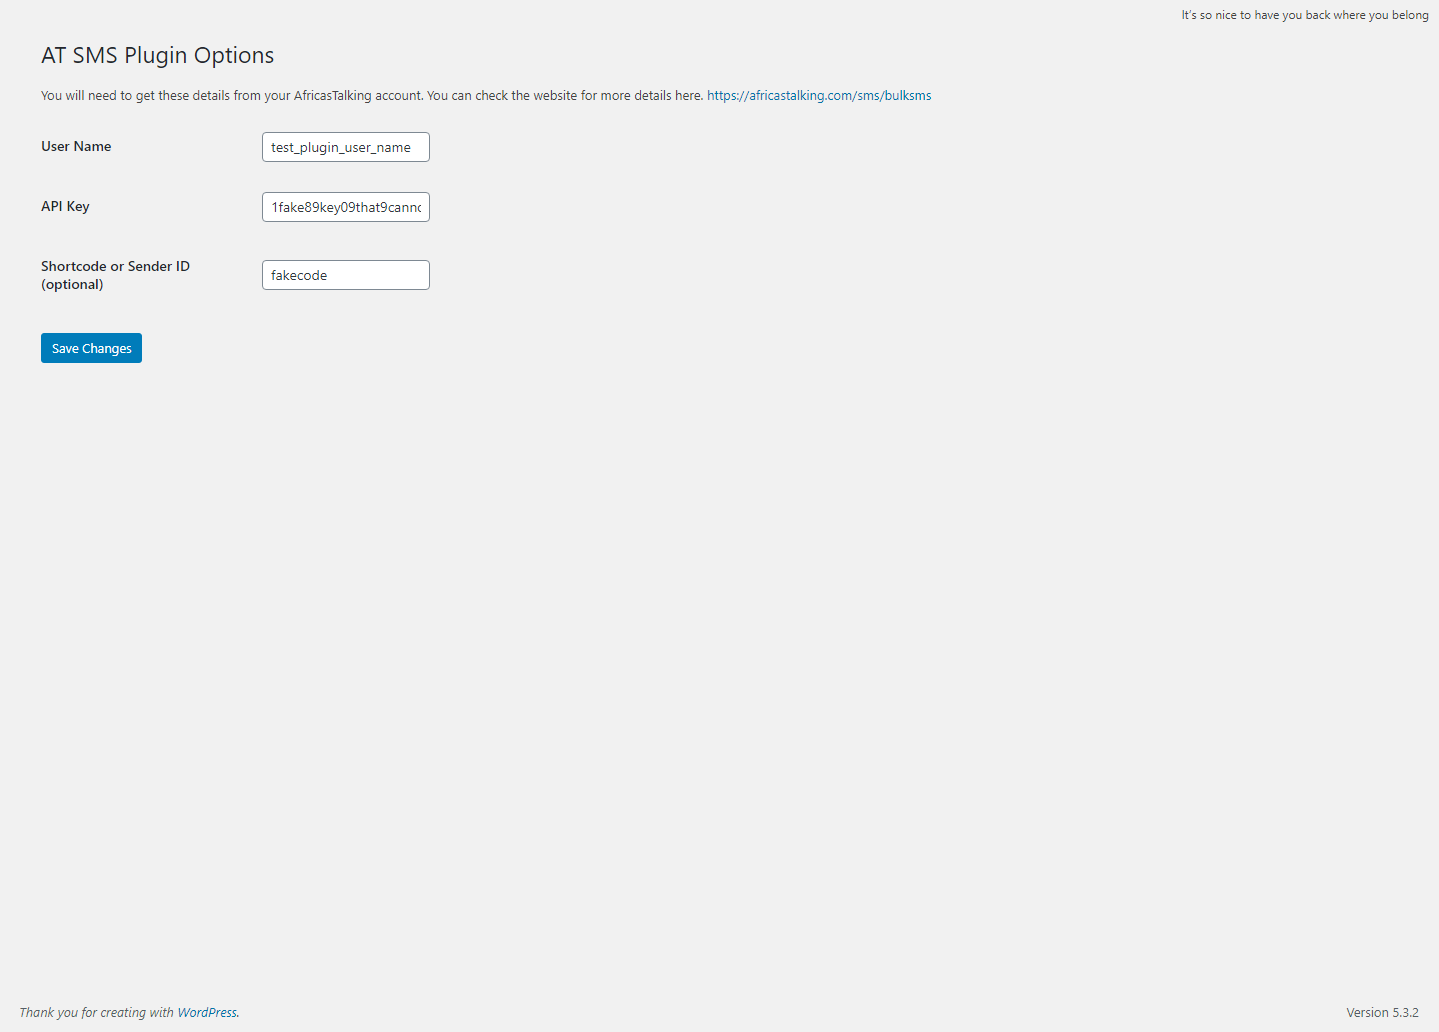 It's so nice to have you back where you belong
AT SMS Plugin Options
You will need to get these details from your AfricasTalking account. You can check the website for more details here. https://africastalking.com/sms/bulksms
User Name
test_plugin_user_name
API Key
1fake89key09that9canno
Shortcode or Sender ID
(optional)
fakecode
Save Changes
Thank you for creating with WordPress.
Version 5.3.2